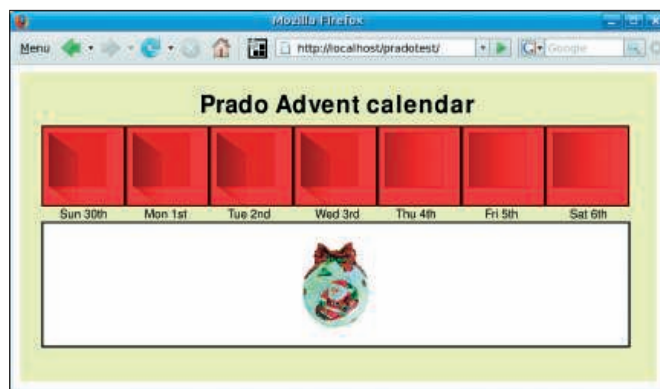 Mozilla Firefox
Menu
http://localhost/pradotest/
Google
Prado Advent calendar
Sun 30th Mon 1st Tue 2nd Wed 3rd Thu 4th Fri 5th Sat 6th